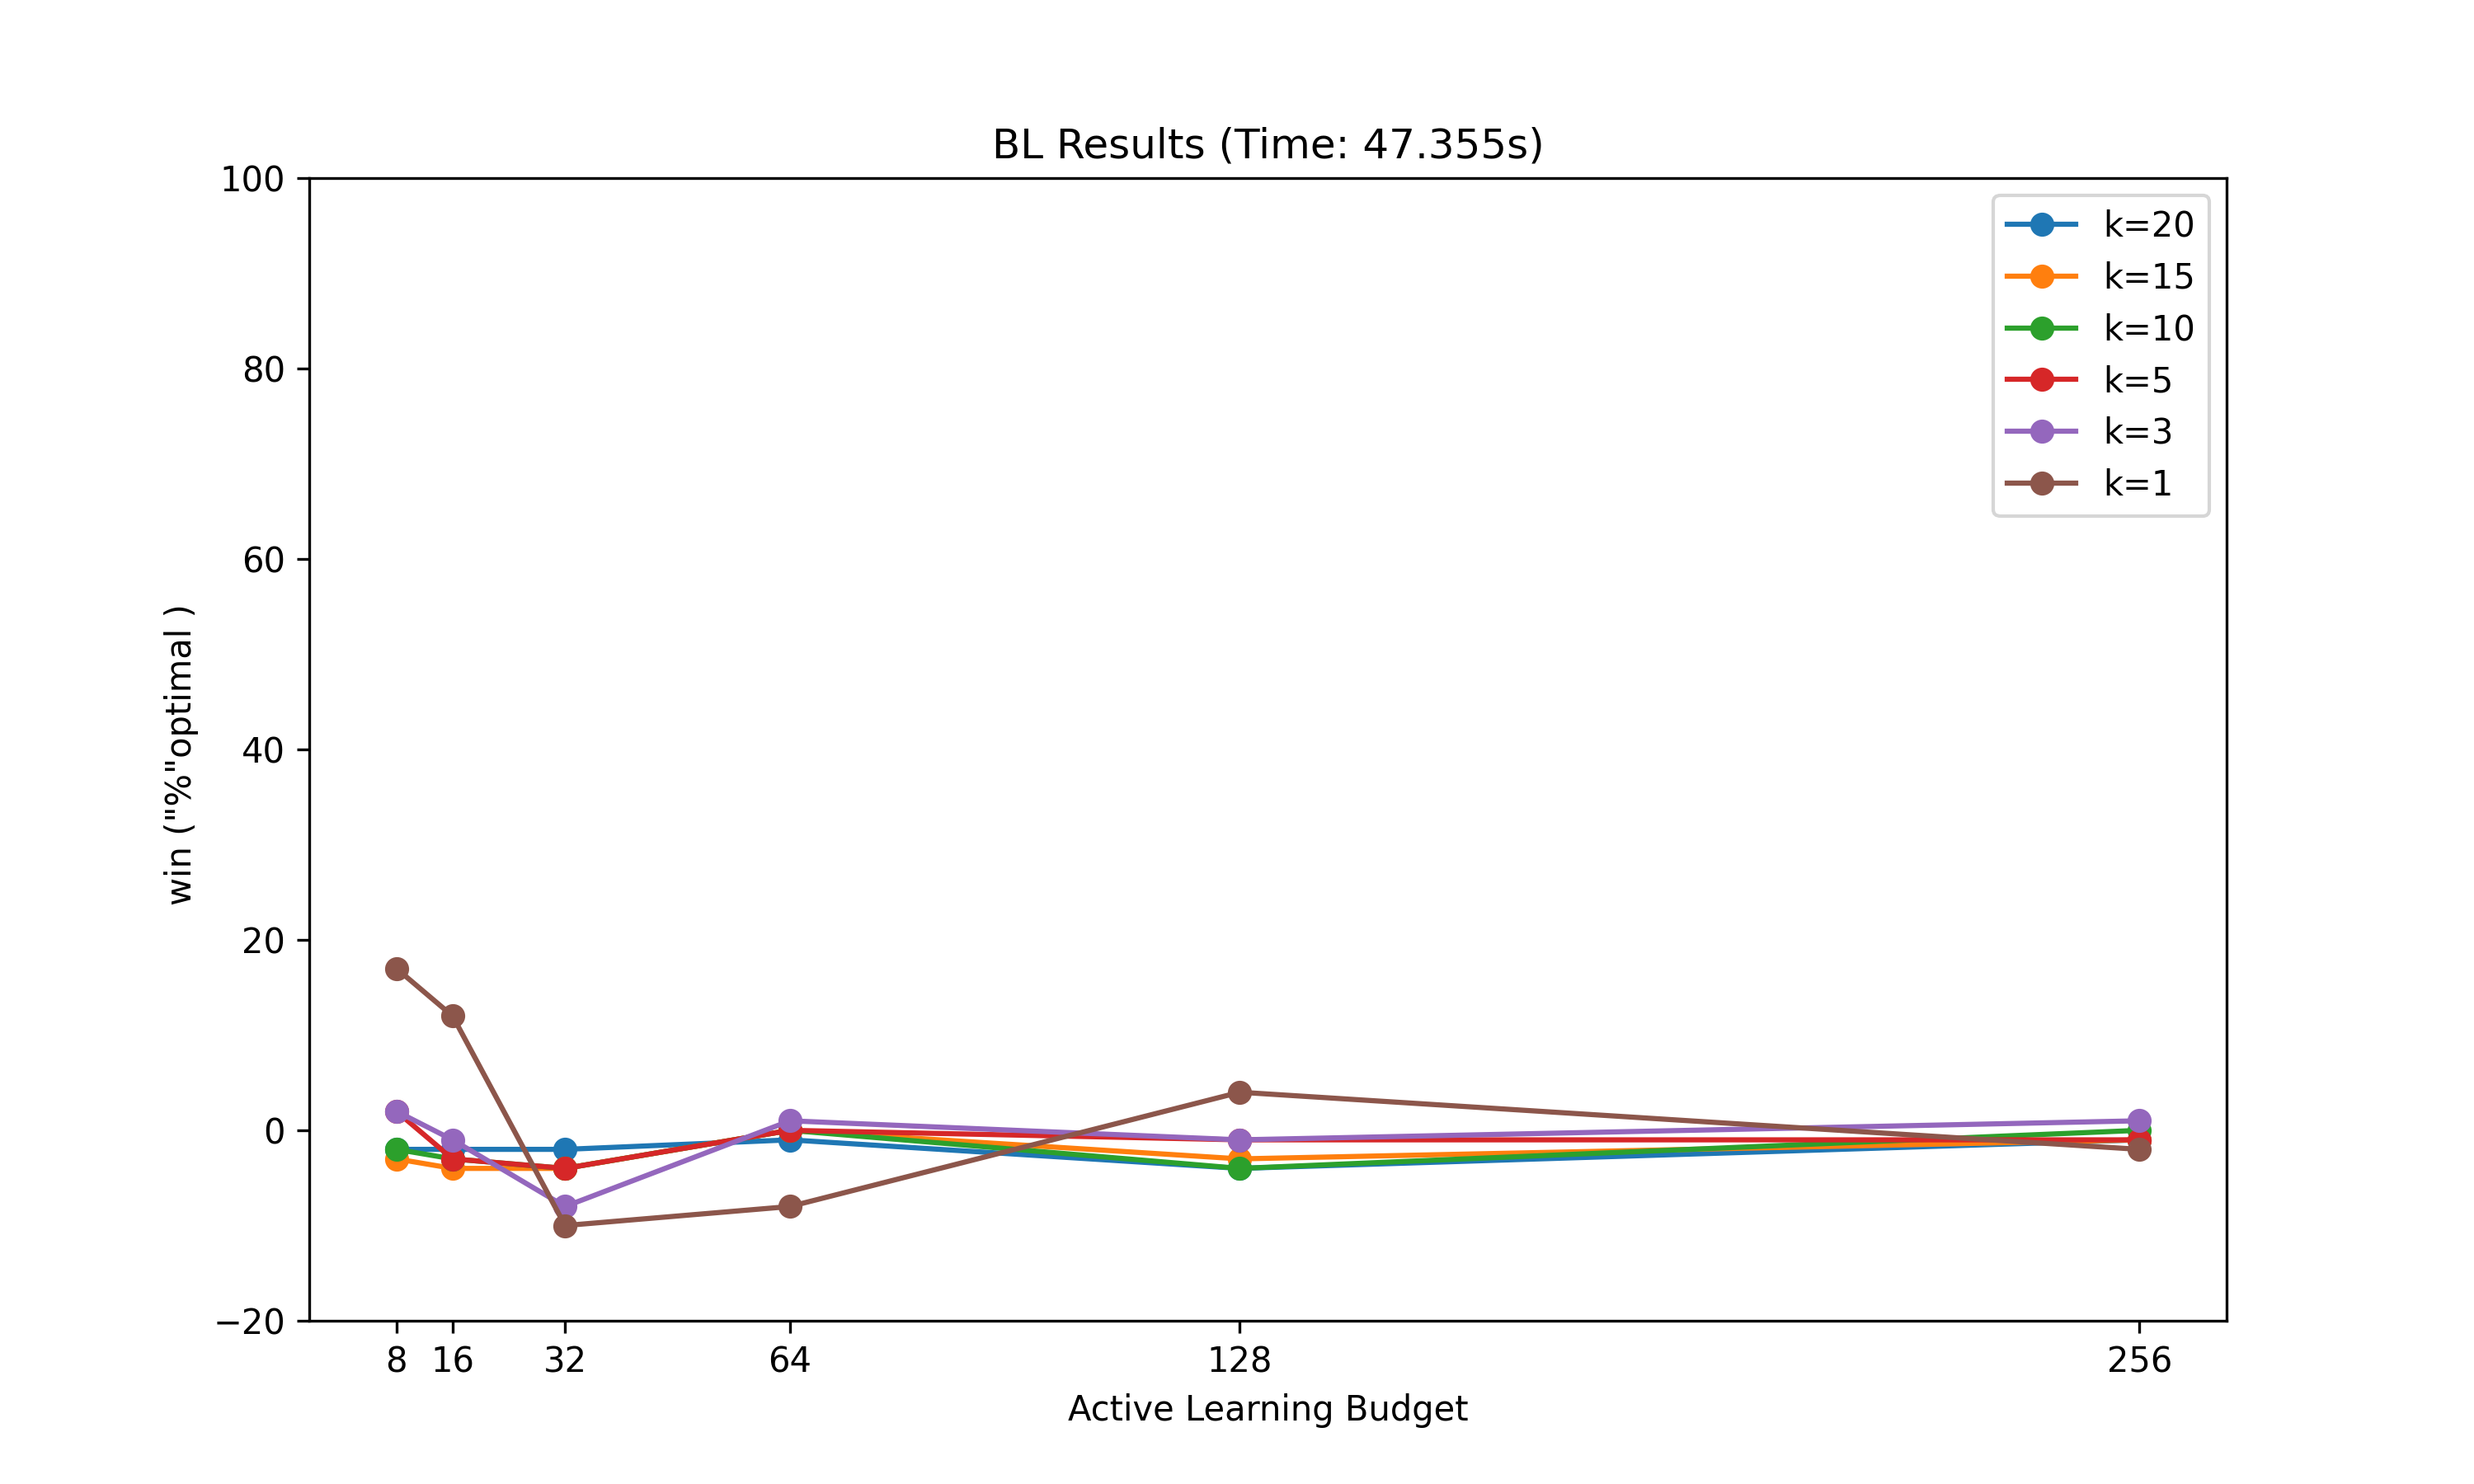 BL Results (Time: 47.355s)
100
80
60
40
20
0
−20
win ("%"optimal )
k=20
k=15
k=10
k=5
k=3
k=1
8 16 32 64 128 256
Active Learning Budget